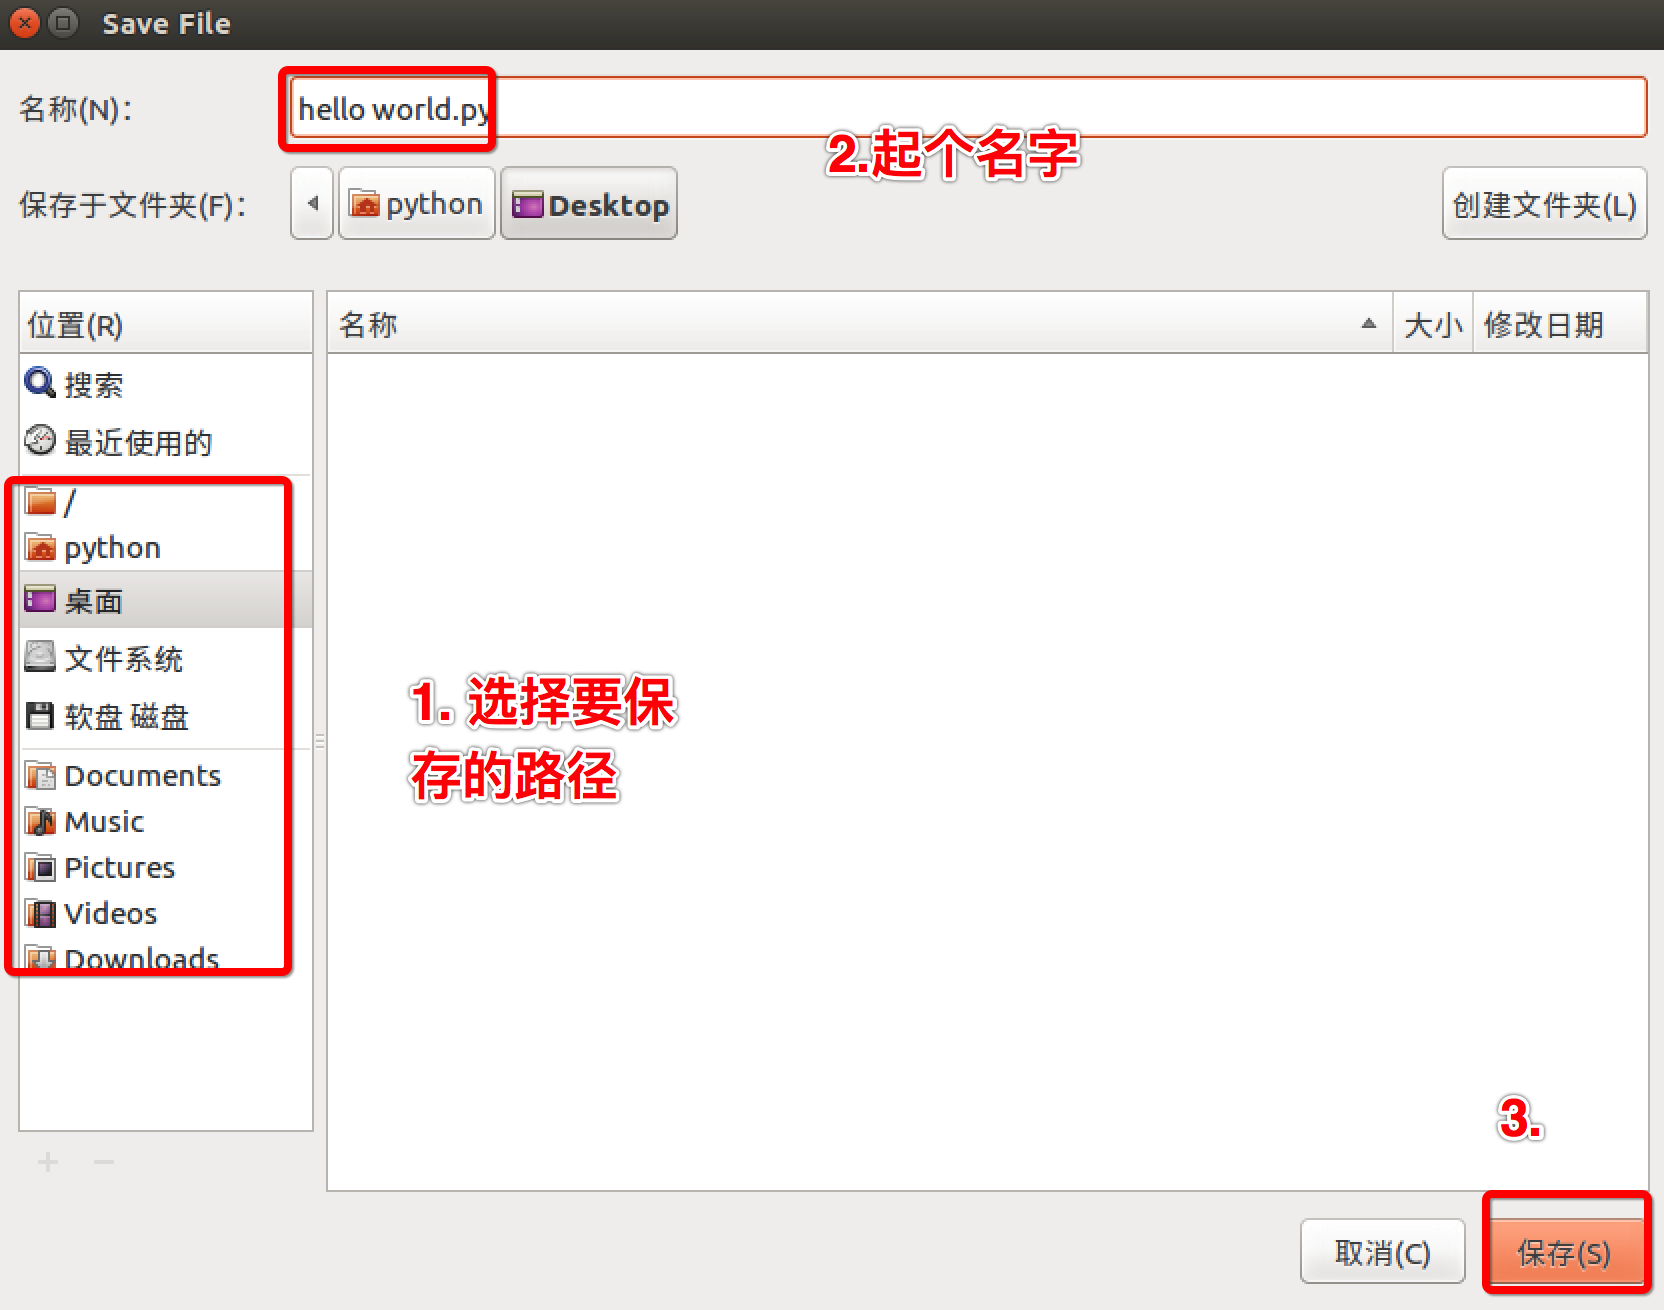 Save File
名称(N):
hello world.py
2.起个名字
保存于文件夹(F):
python
Desktop
创建文件夹(L)
位置(R)
名称
大小
修改日期
搜索
最近使用的
/
python
桌面
文件系统
软盘 磁盘
Documents
Music
Pictures
Videos
Downloads
1. 选择要保
存的路径
3.
取消(C)
保存(S)